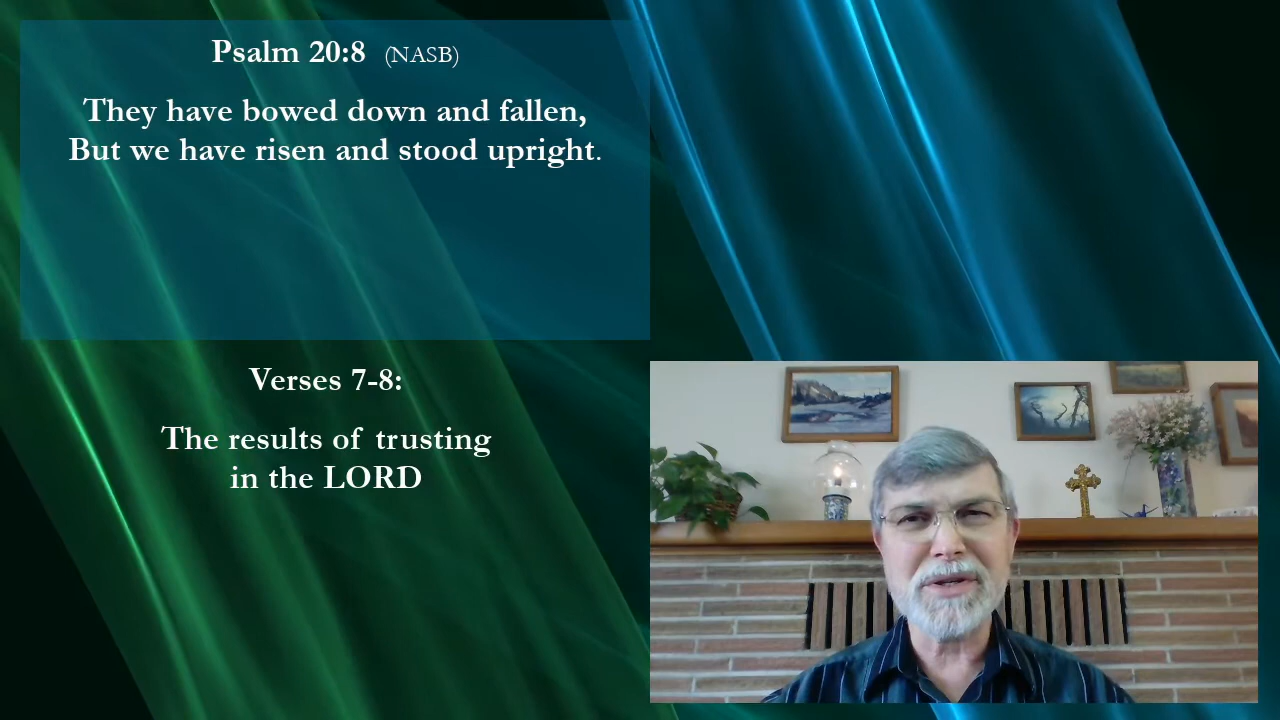 Psalm 20:8 (NASB)
They have bowed down and fallen,
But we have risen and stood upright.
Verses 7-8:
The results of trusting
in the LORD